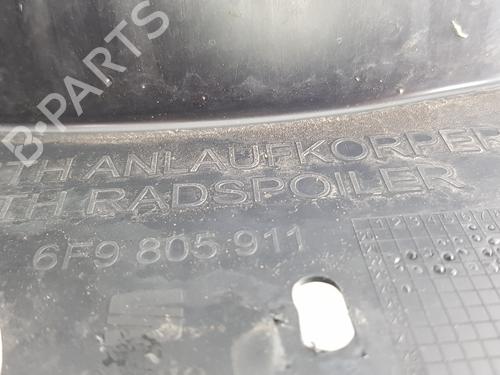 TH ANLAUFKORPER
TH RADSPOILER
6F9 805 911
B-PARTS